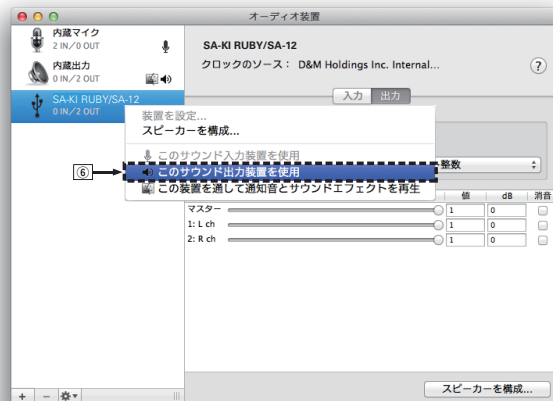 オーディオ装置
内蔵マイク
2 IN/0 OUT
内蔵出力
0 IN/2 OUT
SA-KI RUBY/SA-12
0 IN/2 OUT
SA-KI RUBY/SA-12
クロックのソース： D&M Holdings Inc. Internal...
?
入力 出力
装置を設定...
スピーカーを構成...
このサウンド入力装置を使用
⑥
このサウンド出力装置を使用
この装置を通して通知音とサウンドエフェクトを再生
整数
値 dB 消音
マスター 1 0
1: L ch 1 0
2: R ch 1 0
+ −
スピーカーを構成...